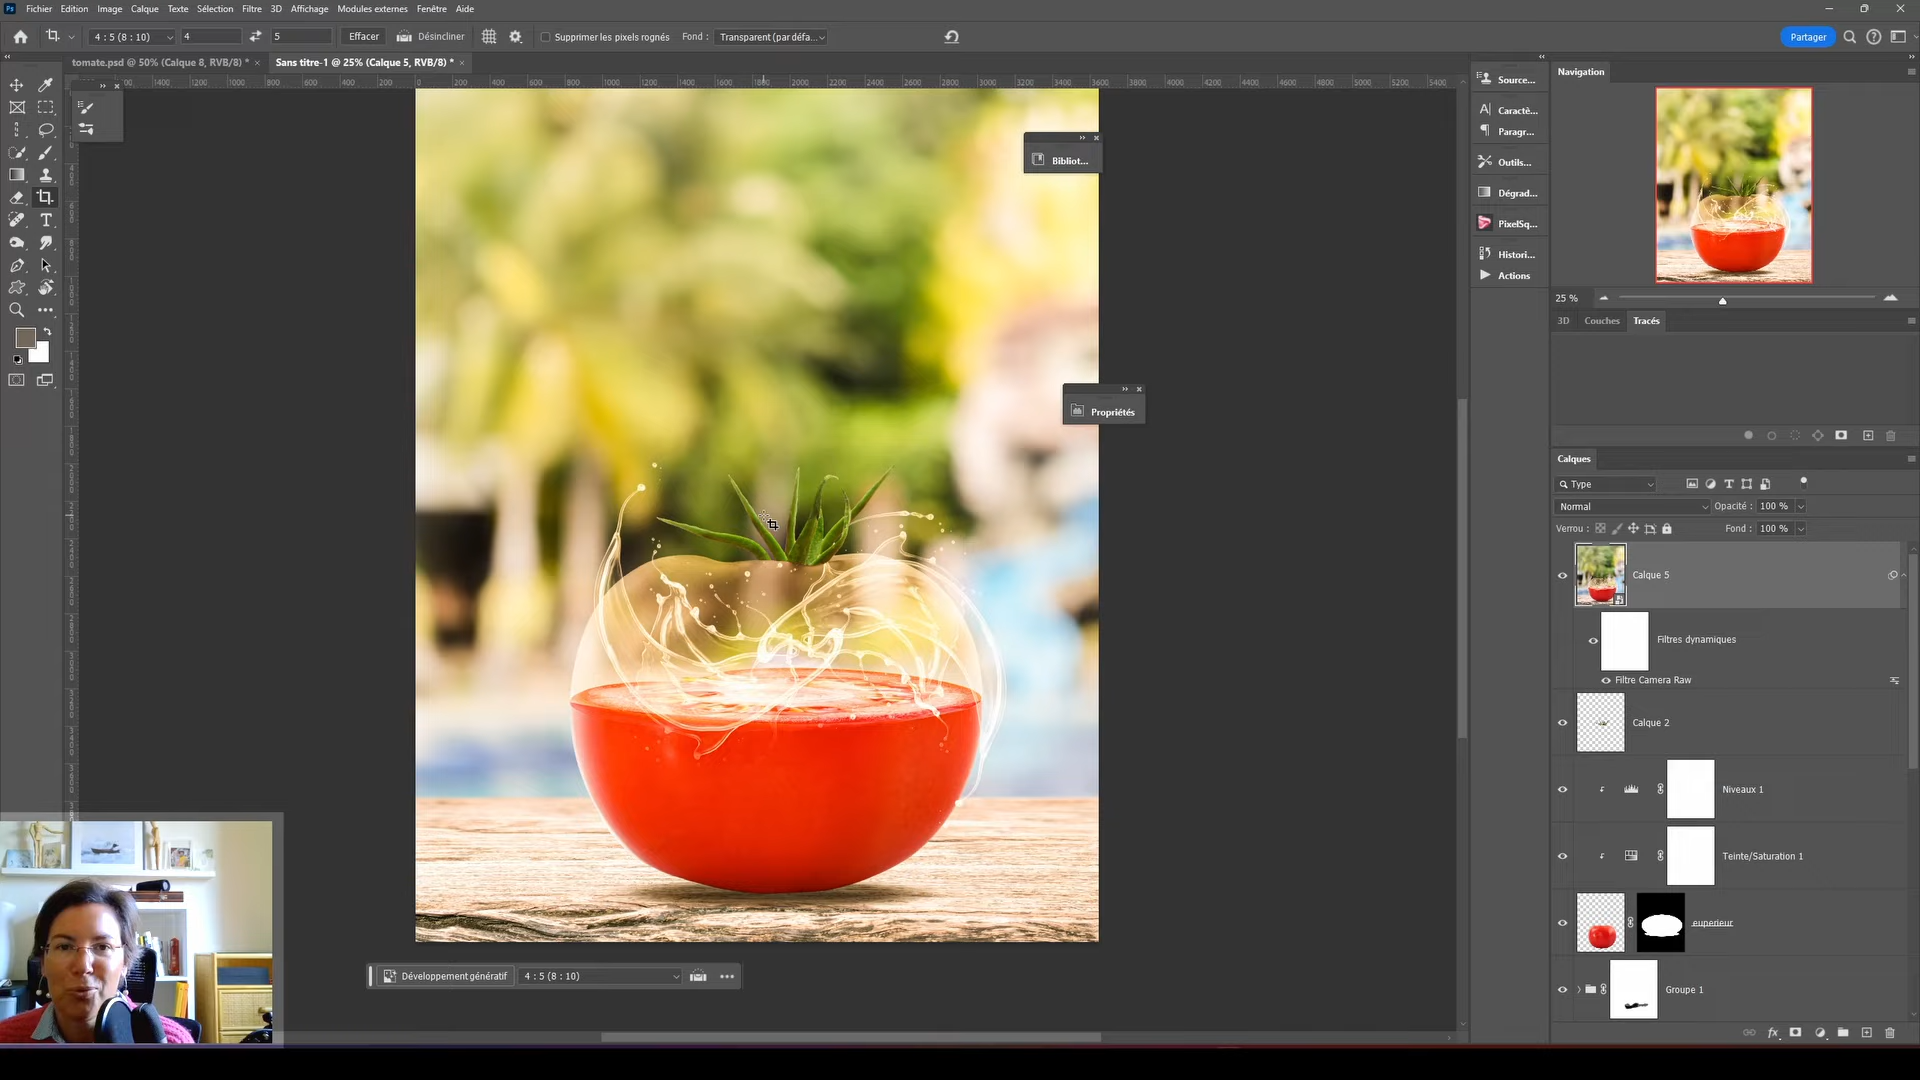 Ps Fichier Edition Image Calque Texte Sélection Filtre 3D Affichage Modules externes Fenêtre Aide
4 : 5 (8 : 10) 4 5 Effacer Désincliner Supprimer les pixels rognés Fond : Transparent (par défa... Partager
tomate.psd @ 50% (Calque 8, RVB/8) * × Sans titre-1 @ 25% (Calque 5, RVB/8) * ×
Source...
Caractè...
Paragr...
Outils...
Dégrad...
PixelSq...
Histori...
Actions
Bibliot...
Propriétés
Navigation
25 %
3D Couches Tracés
Calques
Type
Normal Opacité : 100 %
Verrou : Fond : 100 %
Calque 5
Filtres dynamiques
Filtre Camera Raw
Calque 2
Niveaux 1
Teinte/Saturation 1
euperieur
Groupe 1
fx
Développement génératif 4 : 5 (8 : 10)